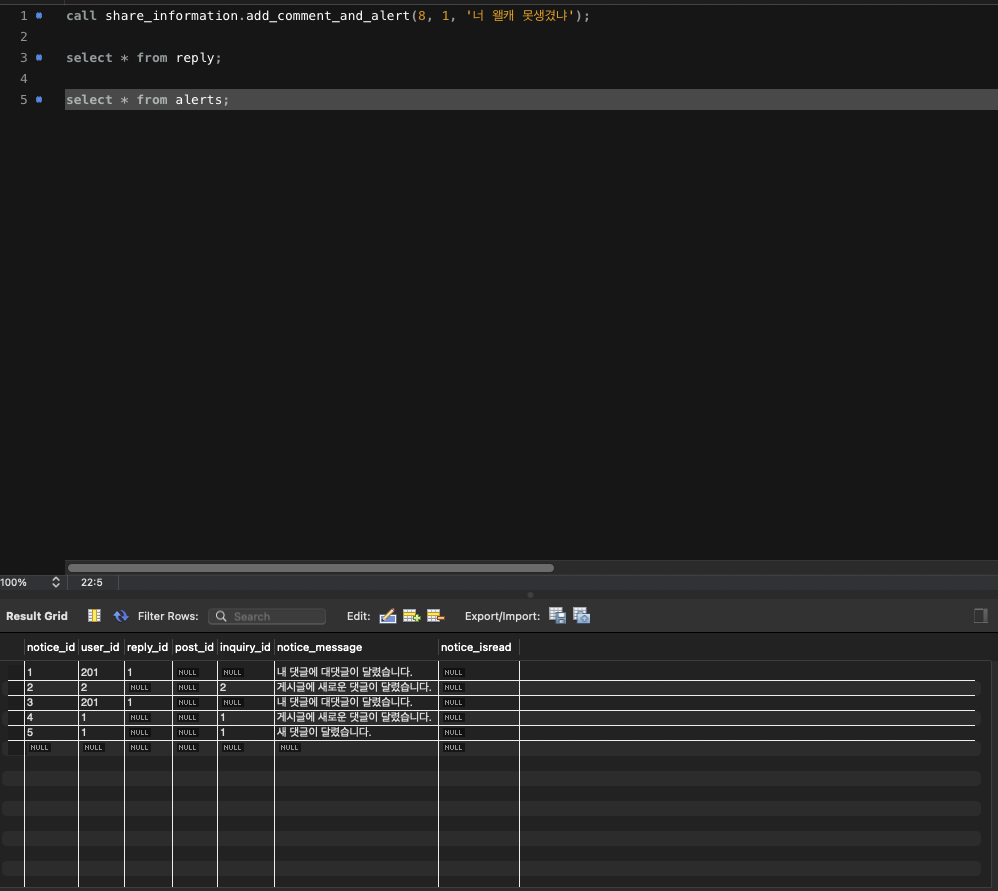 1 call share_information.add_comment_and_alert(8, 1, '너 왤캐 못생겼냐');
2
3 select * from reply;
4
5 select * from alerts;
100% 22:5
Result Grid Filter Rows: Search Edit: Export/Import:
notice_id user_id reply_id post_id inquiry_id notice_message notice_isread
1 201 1 NULL NULL 내 댓글에 대댓글이 달렸습니다. NULL
2 2 NULL NULL 2 게시글에 새로운 댓글이 달렸습니다. NULL
3 201 1 NULL NULL 내 댓글에 대댓글이 달렸습니다. NULL
4 1 NULL NULL 1 게시글에 새로운 댓글이 달렸습니다. NULL
5 1 NULL NULL 1 새 댓글이 달렸습니다. NULL
NULL NULL NULL NULL NULL NULL NULL